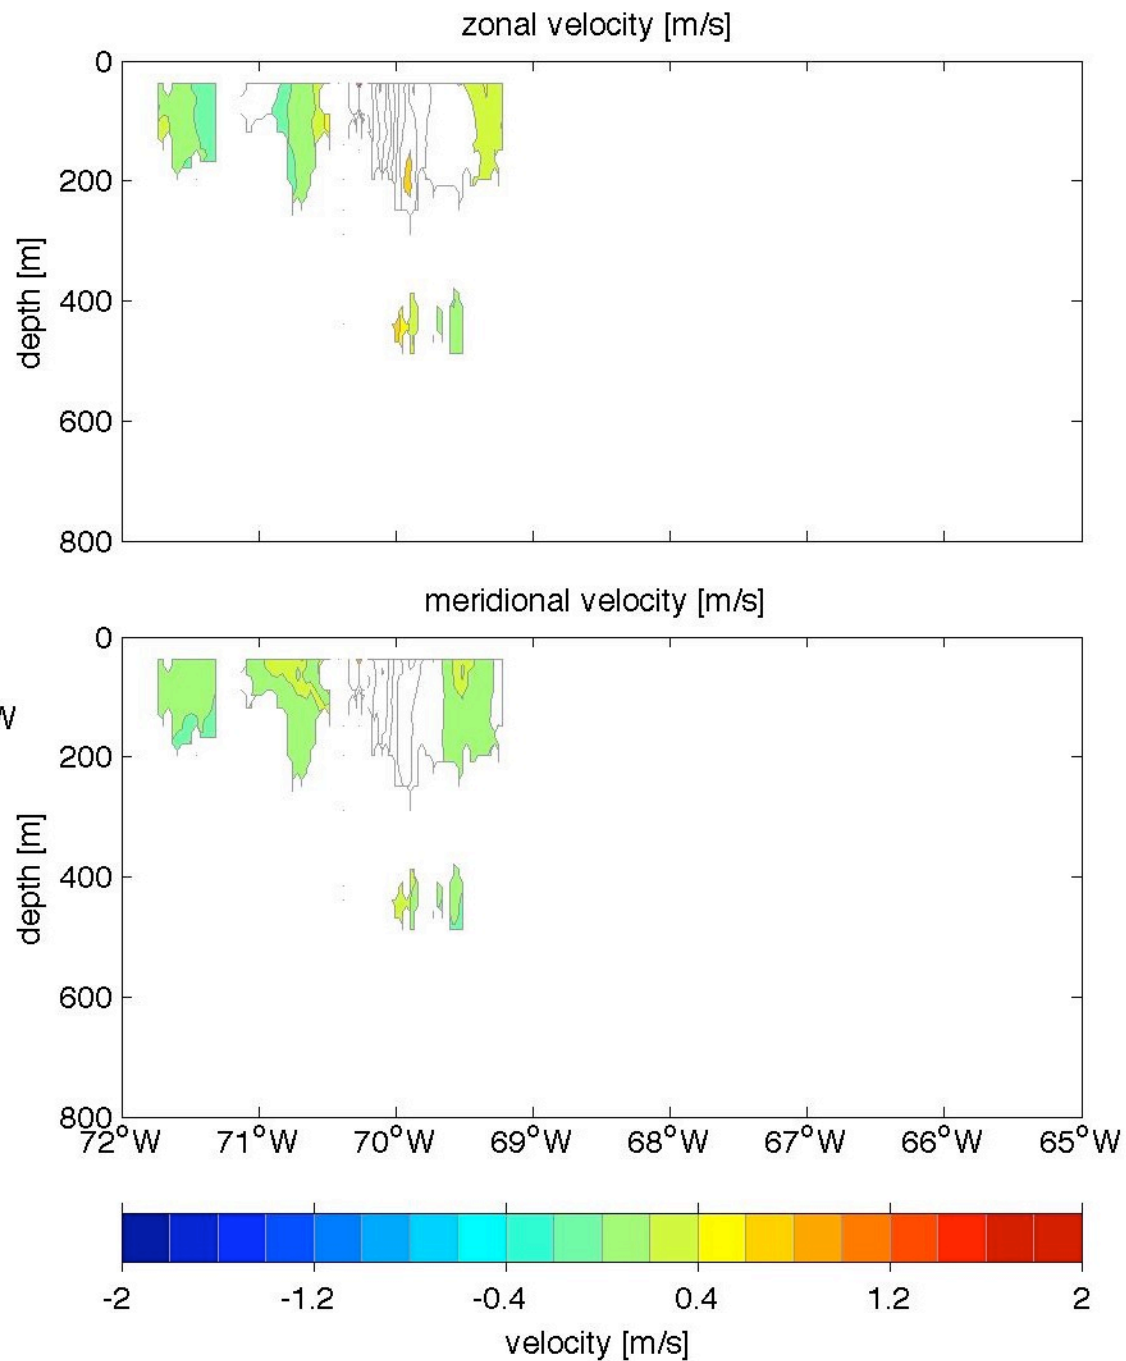 zonal velocity [m/s]
0
200
400
600
800
depth [m]
meridional velocity [m/s]
0
200
400
600
800
depth [m]
W
72°W 71°W 70°W 69°W 68°W 67°W 66°W 65°W
-2 -1.2 -0.4 0.4 1.2 2
velocity [m/s]